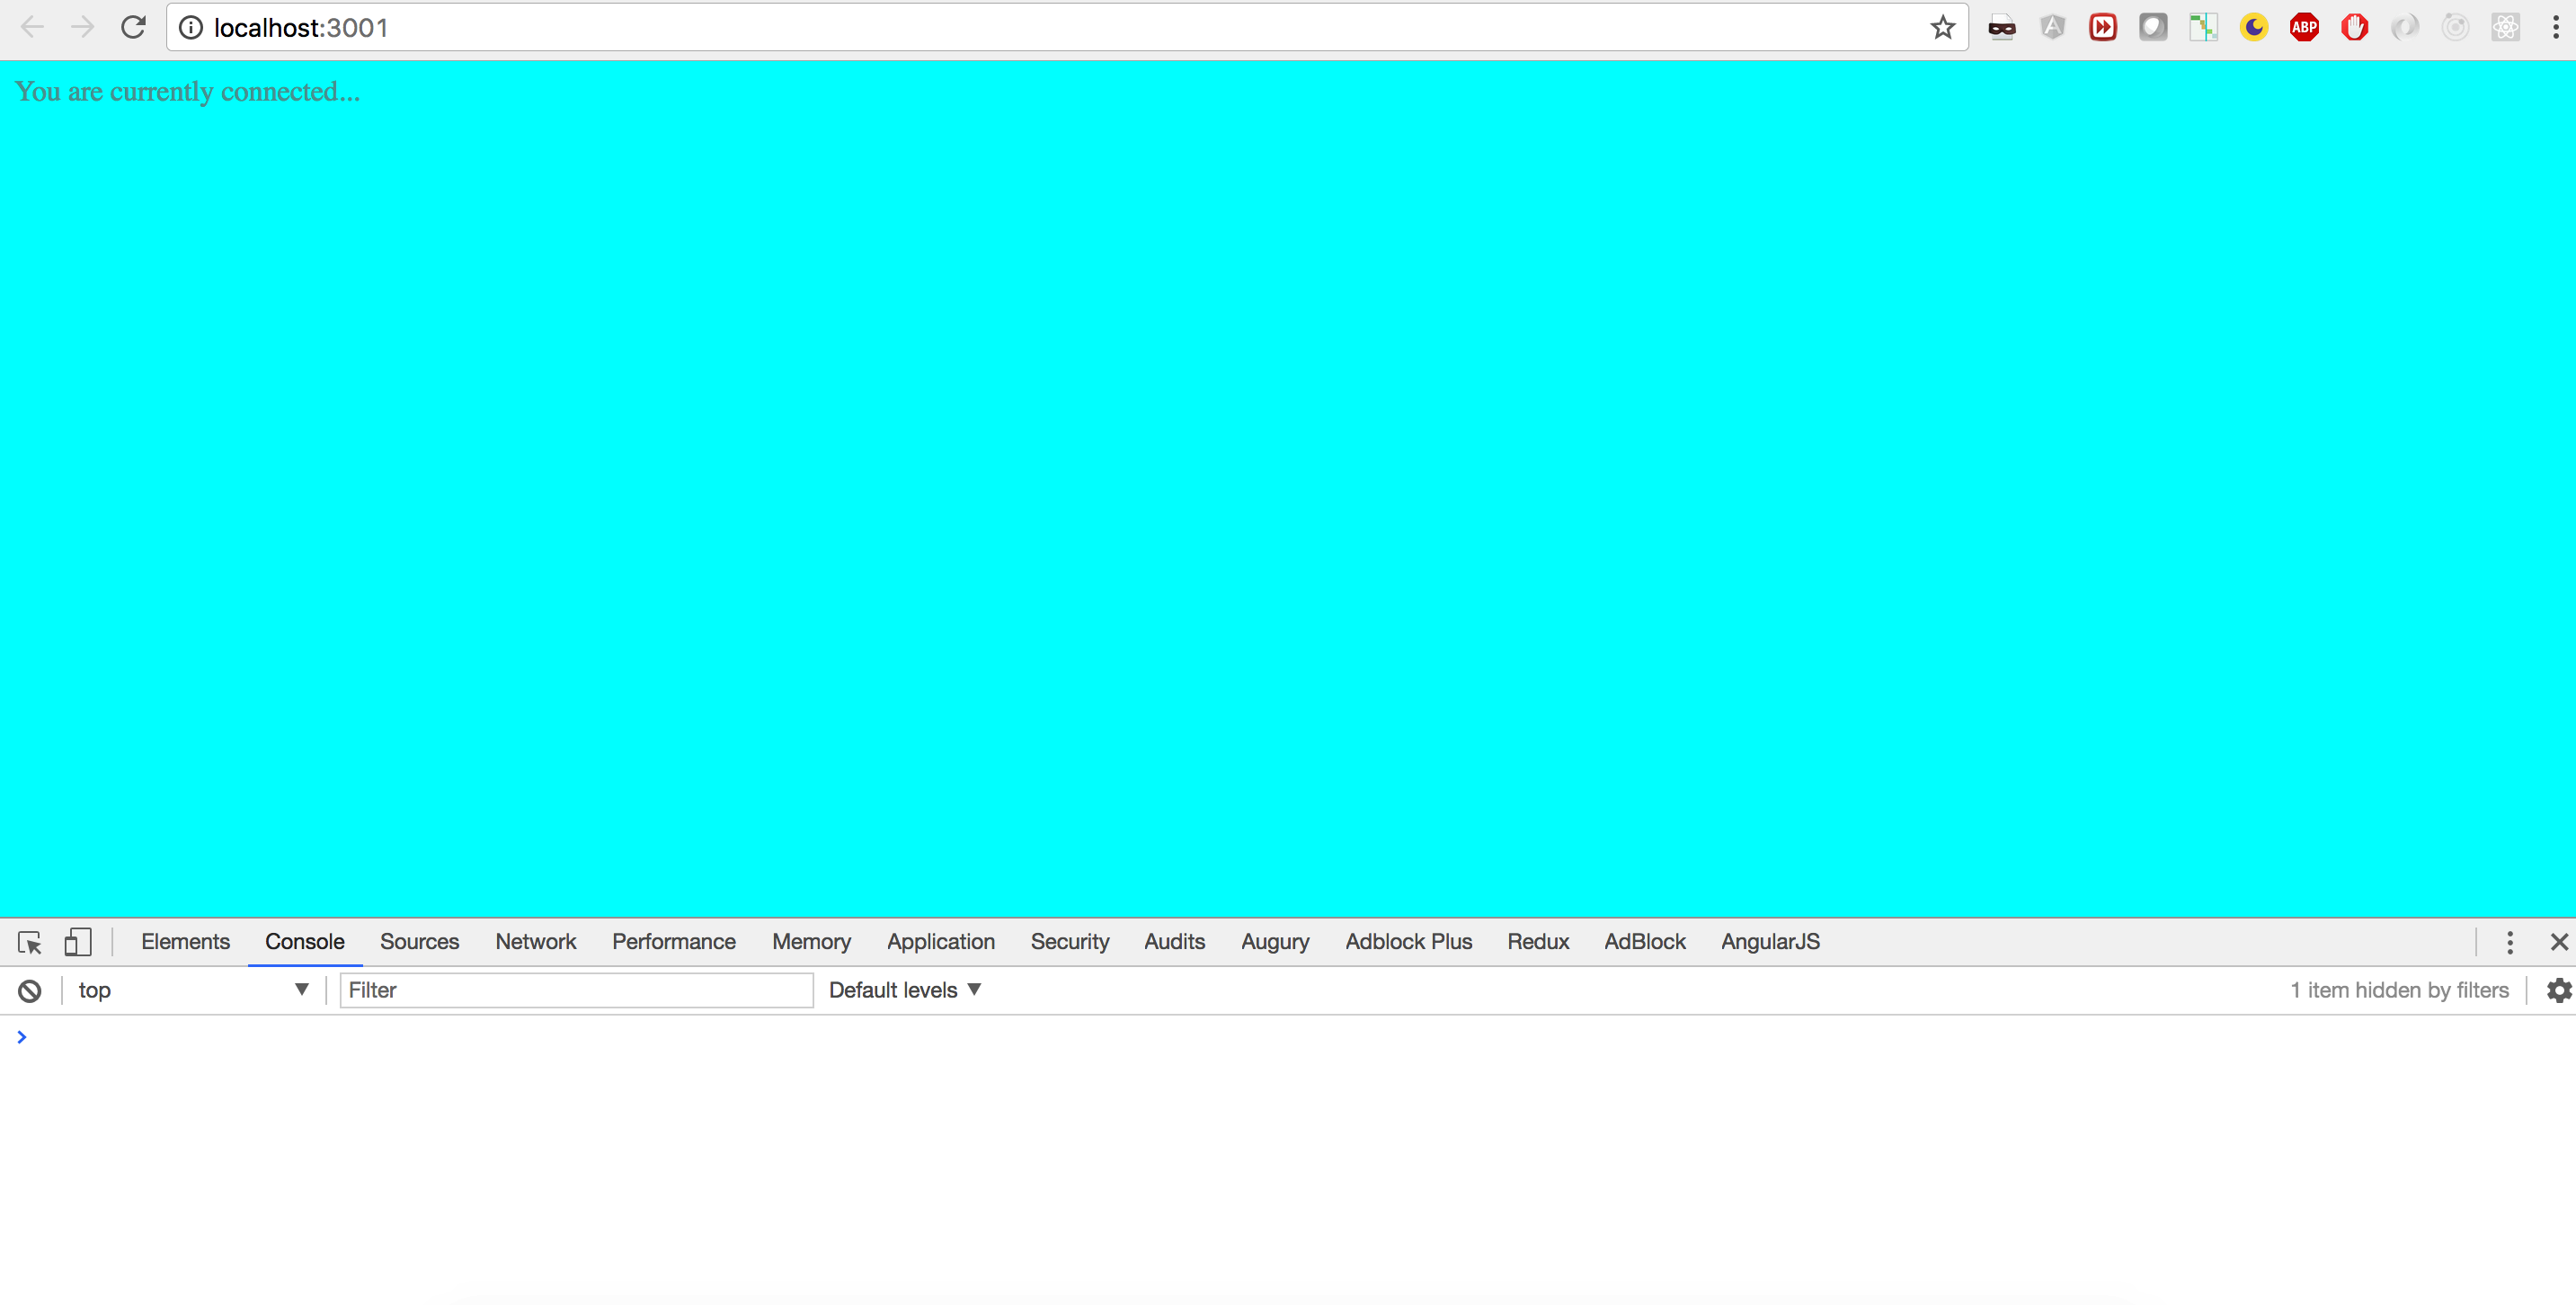 localhost:3001
ABP
You are currently connected...
Elements Console Sources Network Performance Memory Application Security Audits Augury Adblock Plus Redux AdBlock AngularJS
top Filter Default levels 1 item hidden by filters